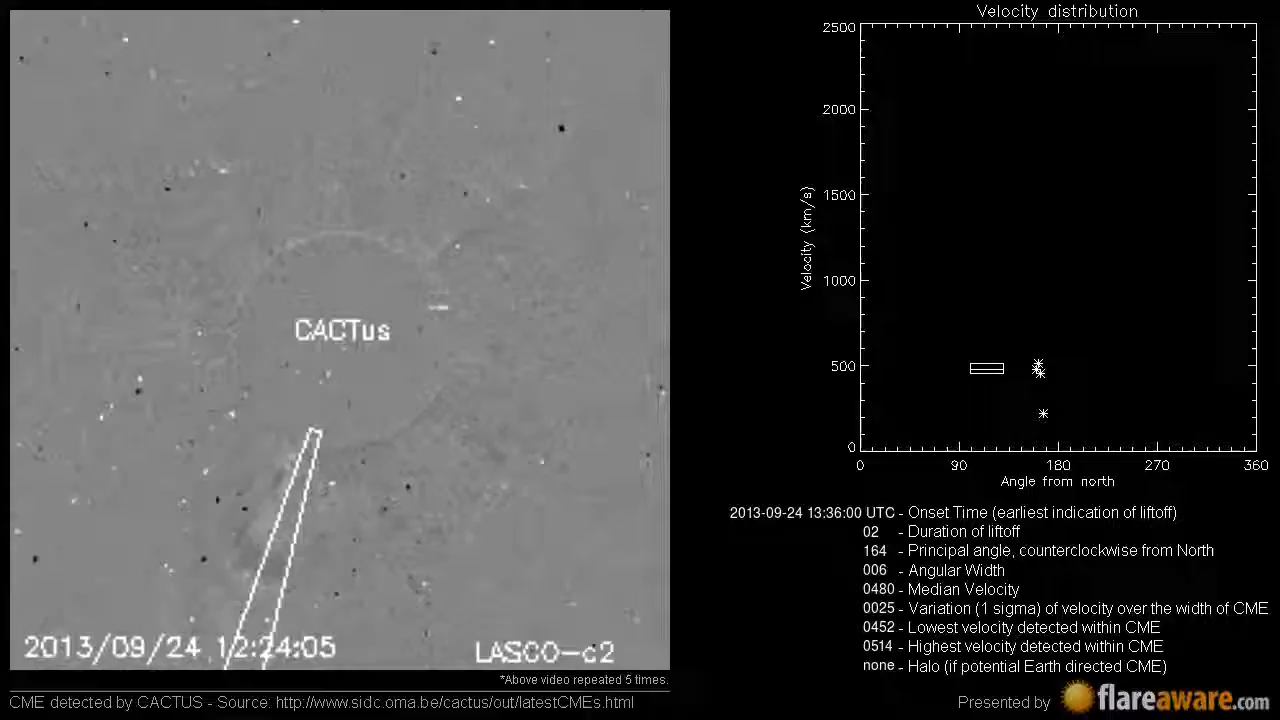 Velocity distribution
2500
2000
1500
1000
500
0
Velocity (km/s)
0 90 180 270 360
Angle from north
CACTus
2013/09/24 12:24:05
LASCO-c2
*Above video repeated 5 times.
CME detected by CACTUS - Source: http://www.sidc.oma.be/cactus/out/latestCMEs.html
2013-09-24 13:36:00 UTC - Onset Time (earliest indication of liftoff)
02 - Duration of liftoff
164 - Principal angle, counterclockwise from North
006 - Angular Width
0480 - Median Velocity
0025 - Variation (1 sigma) of velocity over the width of CME
0452 - Lowest velocity detected within CME
0514 - Highest velocity detected within CME
none - Halo (if potential Earth directed CME)
Presented by flareaware.com